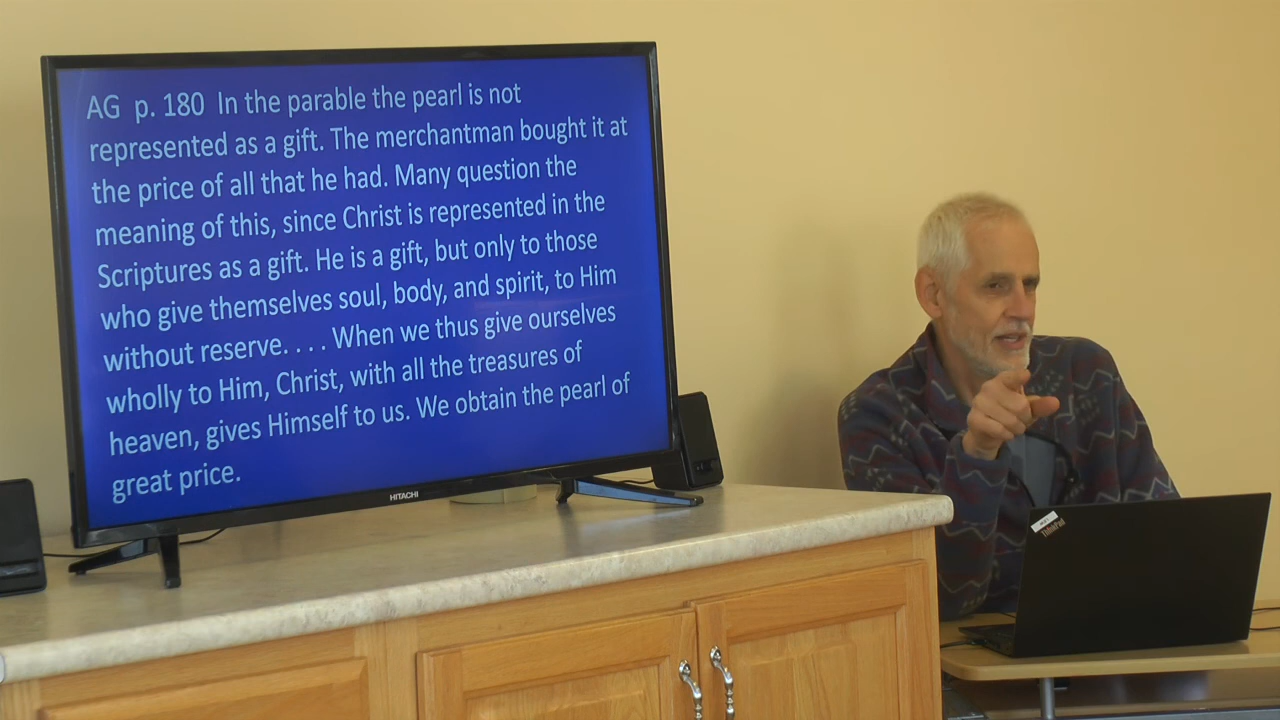 AG p. 180 In the parable the pearl is not
represented as a gift. The merchantman bought it at
the price of all that he had. Many question the
meaning of this, since Christ is represented in the
Scriptures as a gift. He is a gift, but only to those
who give themselves soul, body, and spirit, to Him
without reserve. . . . When we thus give ourselves
wholly to Him, Christ, with all the treasures of
heaven, gives Himself to us. We obtain the pearl of
great price.
HITACHI
ThinkPad